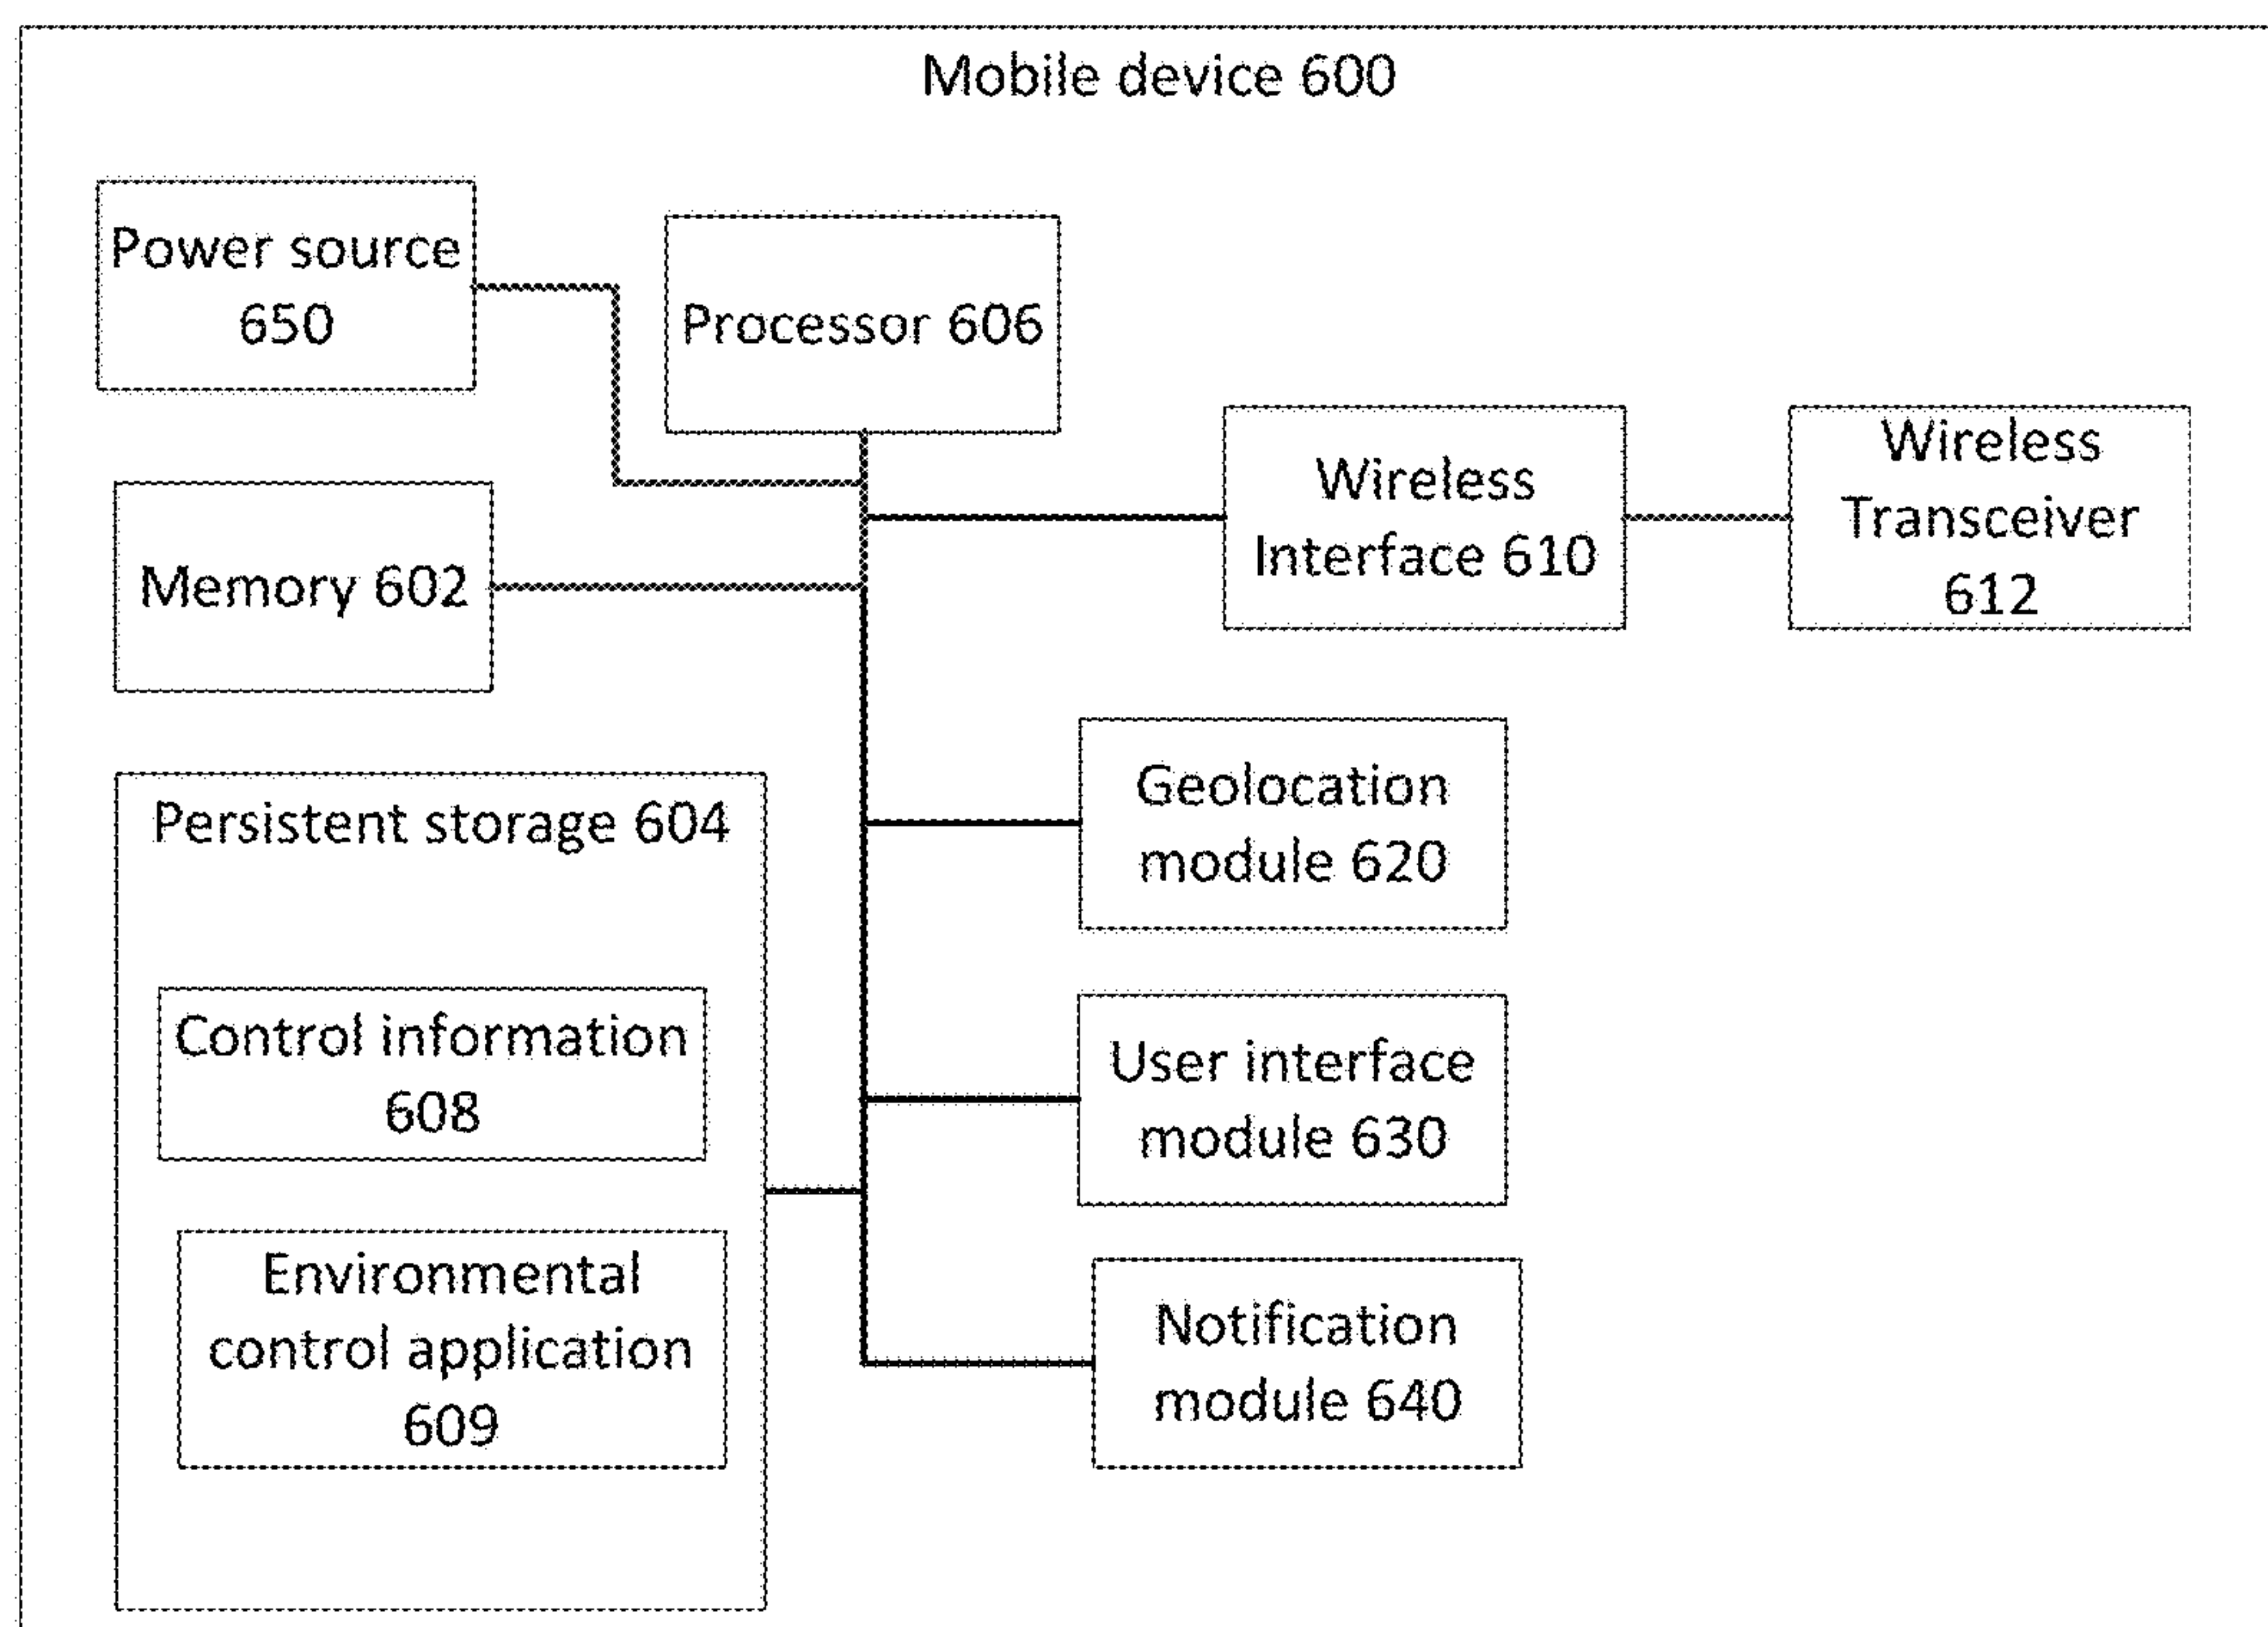 Mobile device 600
Power source
650
Processor 606
Wireless
Interface 610
Wireless
Transceiver
612
Memory 602
Geolocation
module 620
Persistent storage 604
Control information
608
User interface
module 630
Environmental
control application
609
Notification
module 640